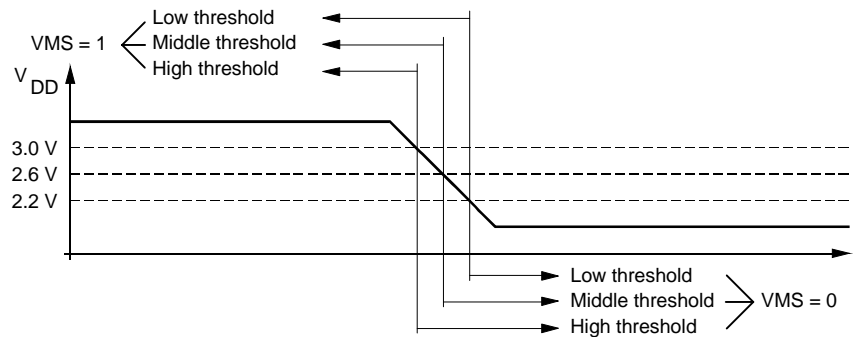 Low threshold
VMS = 1
Middle threshold
High threshold
VDD
3.0 V
2.6 V
2.2 V
Low threshold
Middle threshold
VMS = 0
High threshold